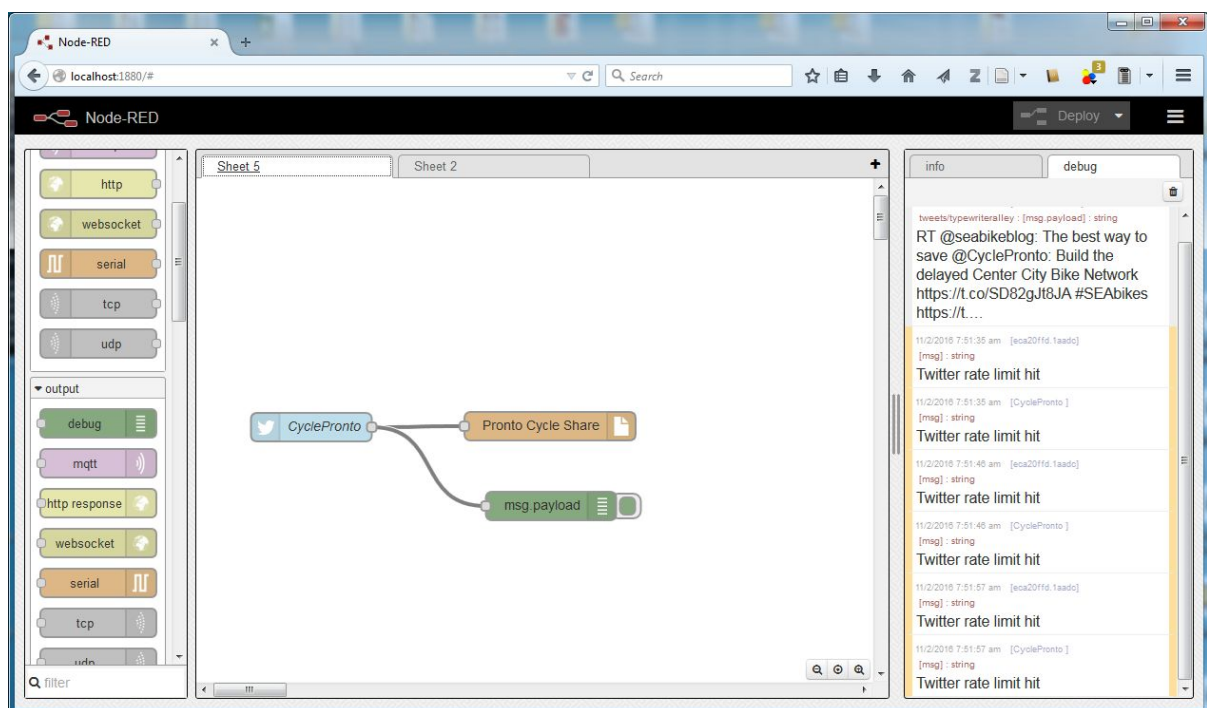 Node-RED
localhost:1880/#
Search
3
Node-RED
Deploy
http
websocket
serial
tcp
udp
output
debug
mqtt
http response
websocket
serial
tcp
udp
filter
Sheet 5
Sheet 2
CyclePronto
Pronto Cycle Share
msg.payload
info
debug
tweets/typewriteralley : [msg.payload] : string
RT @seabikeblog: The best way to
save @CyclePronto: Build the
delayed Center City Bike Network
https://t.co/SD82gJt8JA #SEAbikes
https://t.…
11/2/2016 7:51:35 am [eca20ffd.1aadc]
[msg] : string
Twitter rate limit hit
11/2/2016 7:51:35 am [CyclePronto ]
[msg] : string
Twitter rate limit hit
11/2/2016 7:51:46 am [eca20ffd.1aadc]
[msg] : string
Twitter rate limit hit
11/2/2016 7:51:46 am [CyclePronto ]
[msg] : string
Twitter rate limit hit
11/2/2016 7:51:57 am [eca20ffd.1aadc]
[msg] : string
Twitter rate limit hit
11/2/2016 7:51:57 am [CyclePronto ]
[msg] : string
Twitter rate limit hit